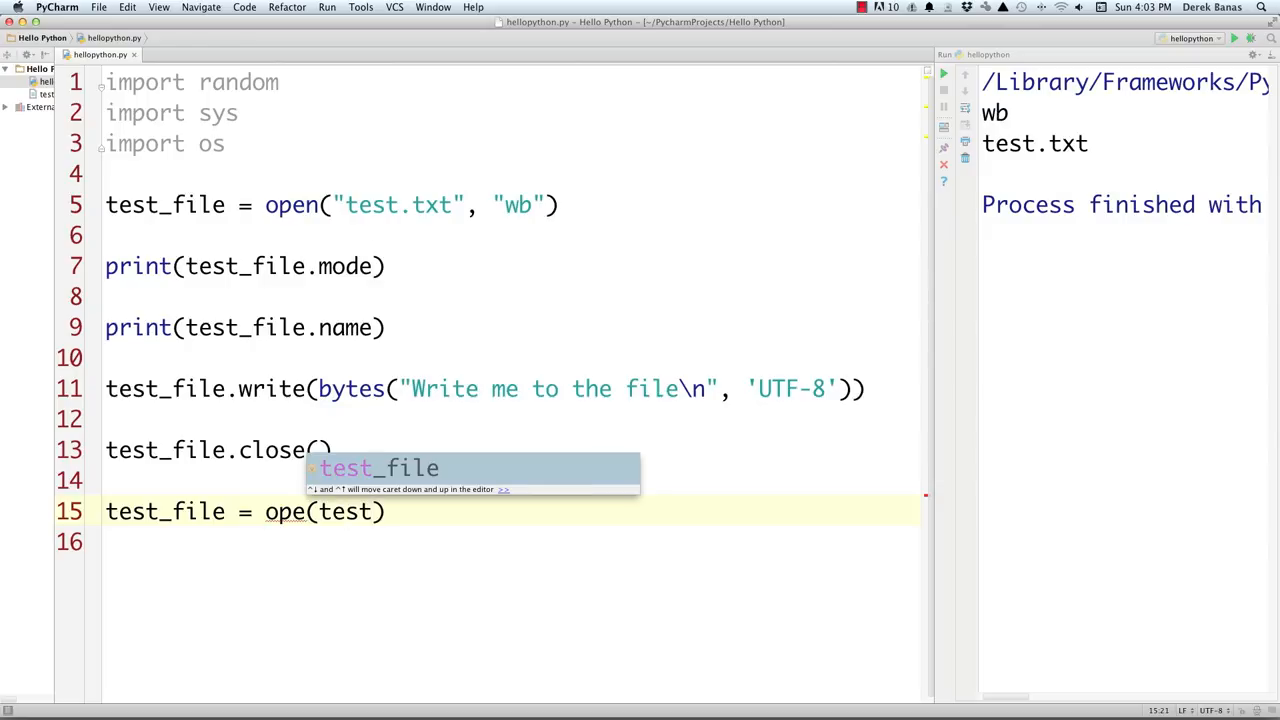 PyCharm File Edit View Navigate Code Refactor Run Tools VCS Window Help 10 Sun 4:03 PM Derek Banas
hellopython.py – Hello Python – [~/PycharmProjects/Hello Python]
Hello Python hellopython.py hellopython
hellopython.py Run hellopython
Hello P
hell
test
Extern
1 import random
2 import sys
3 import os
4
5 test_file = open("test.txt", "wb")
6
7 print(test_file.mode)
8
9 print(test_file.name)
10
11 test_file.write(bytes("Write me to the file\n", 'UTF-8'))
12
13 test_file.close()
14
test_file
^↓ and ^↑ will move caret down and up in the editor >>
15 test_file = ope(test)
16
/Library/Frameworks/Py
wb
test.txt
Process finished with
15:21 LF UTF-8